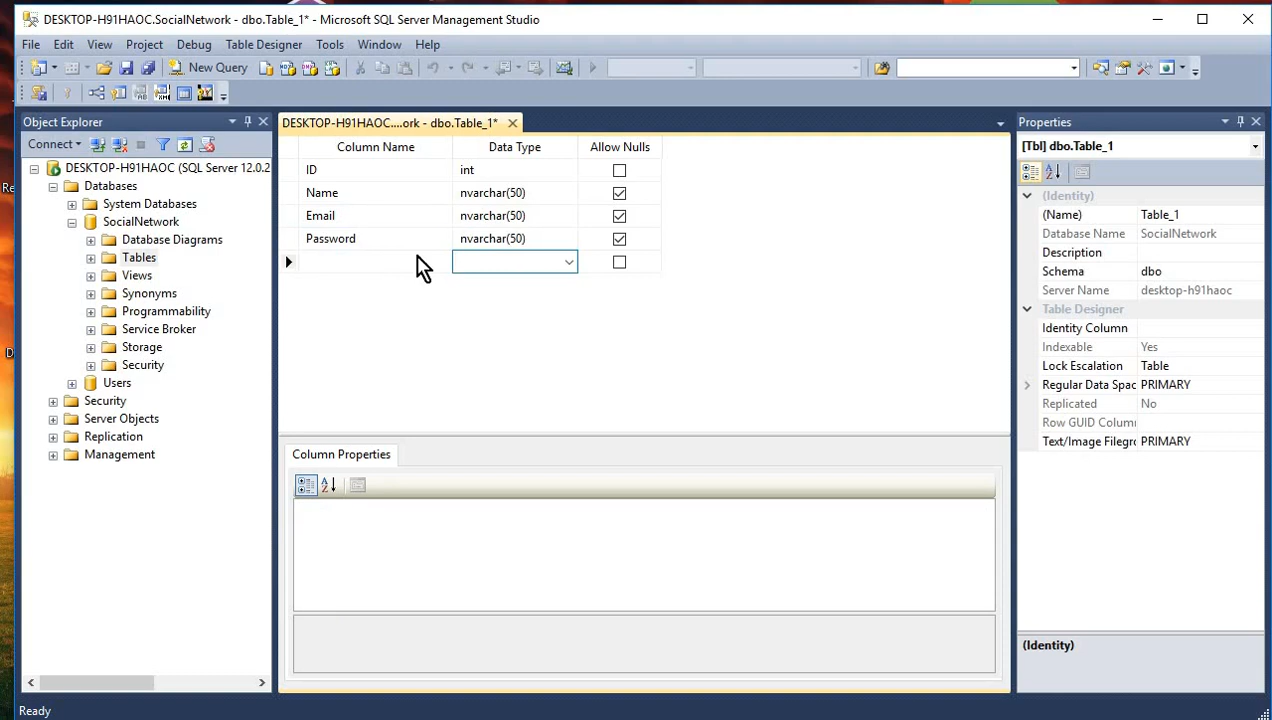 DESKTOP-H91HAOC.SocialNetwork - dbo.Table_1* - Microsoft SQL Server Management Studio
File Edit View Project Debug Table Designer Tools Window Help
New Query
Object Explorer
Connect
DESKTOP-H91HAOC (SQL Server 12.0.2
Databases
System Databases
SocialNetwork
Database Diagrams
Tables
Views
Synonyms
Programmability
Service Broker
Storage
Security
Users
Security
Server Objects
Replication
Management
DESKTOP-H91HAOC....ork - dbo.Table_1*
Column Name Data Type Allow Nulls
ID int
Name nvarchar(50)
Email nvarchar(50)
Password nvarchar(50)
Column Properties
Properties
[Tbl] dbo.Table_1
(Identity)
(Name) Table_1
Database Name SocialNetwork
Description
Schema dbo
Server Name desktop-h91haoc
Table Designer
Identity Column
Indexable Yes
Lock Escalation Table
Regular Data Spac PRIMARY
Replicated No
Row GUID Colum
Text/Image Filegr PRIMARY
(Identity)
Ready